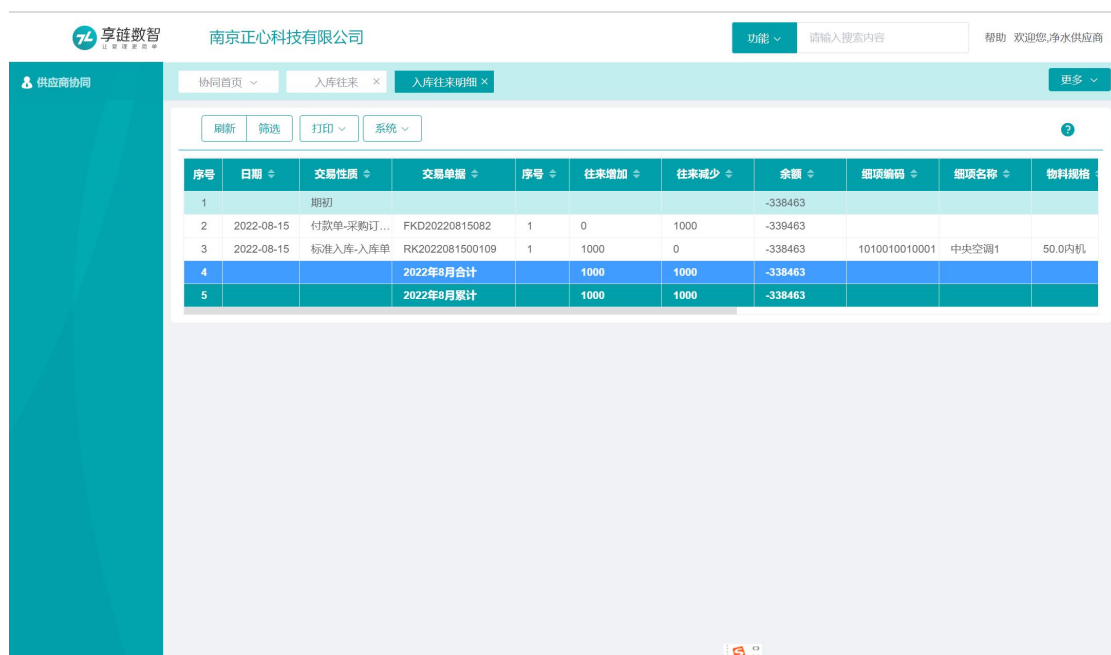 享链数智
让管理更简单
南京正心科技有限公司
功能
请输入搜索内容
帮助 欢迎您,净水供应商
供应商协同
协同首页
入库往来 ×
入库往来明细 ×
更多
刷新 筛选 打印 系统
?
序号 日期 交易性质 交易单据 序号 往来增加 往来减少 余额 细项编码 细项名称 物料规格
1 期初 -338463
2 2022-08-15 付款单-采购订... FKD20220815082 1 0 1000 -339463
3 2022-08-15 标准入库-入库单 RK2022081500109 1 1000 0 -338463 1010010010001 中央空调1 50.0内机
4 2022年8月合计 1000 1000 -338463
5 2022年8月累计 1000 1000 -338463